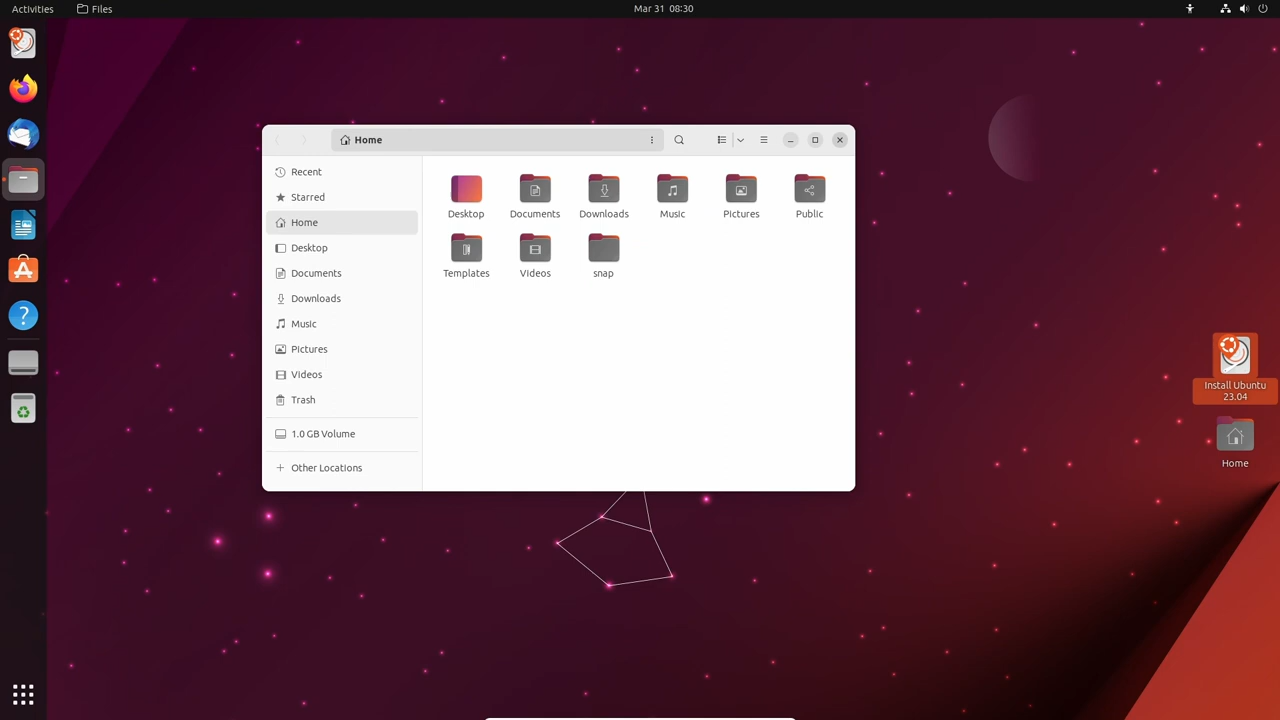 Activities
Files
Mar 31 08:30
Home
Recent
Starred
Home
Desktop
Documents
Downloads
Music
Pictures
Videos
Trash
1.0 GB Volume
Other Locations
Desktop
Documents
Downloads
Music
Pictures
Public
Templates
Videos
snap
Install Ubuntu
23.04
Home